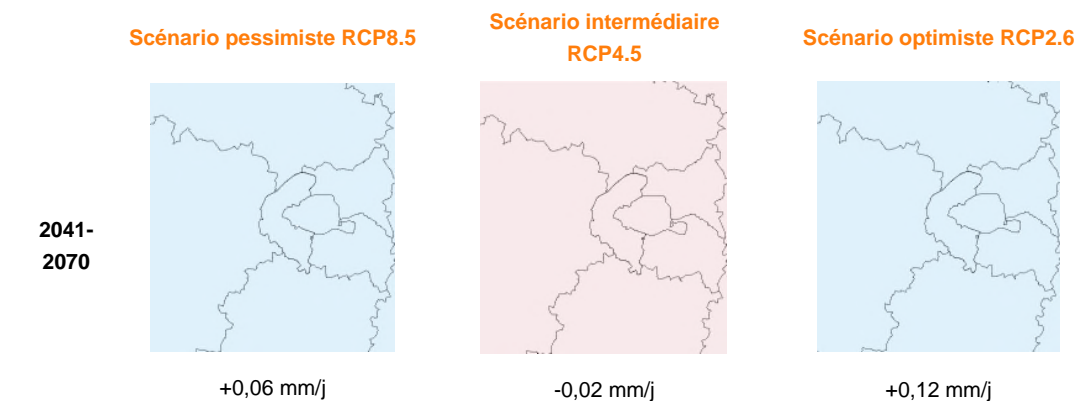 Scénario pessimiste RCP8.5
Scénario intermédiaire
RCP4.5
Scénario optimiste RCP2.6
2041-
2070
+0,06 mm/j
-0,02 mm/j
+0,12 mm/j